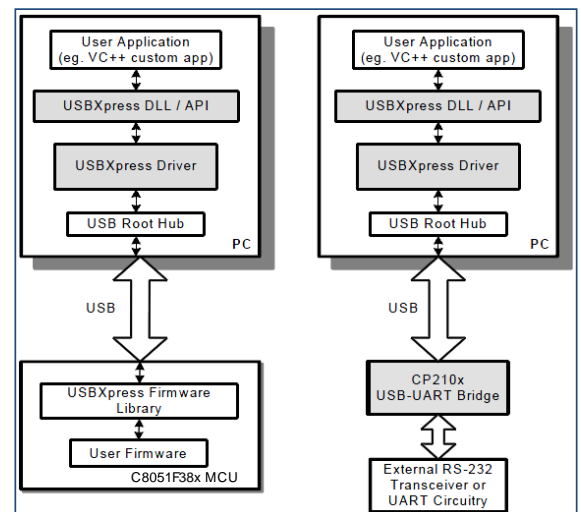 User Application
(eg. VC++ custom app)
USBXpress DLL / API
USBXpress Driver
USB Root Hub
PC
USB
USBXpress Firmware
Library
User Firmware
C8051F38x MCU
User Application
(eg. VC++ custom app)
USBXpress DLL / API
USBXpress Driver
USB Root Hub
PC
USB
CP210x
USB-UART Bridge
External RS-232
Transceiver or
UART Circuitry